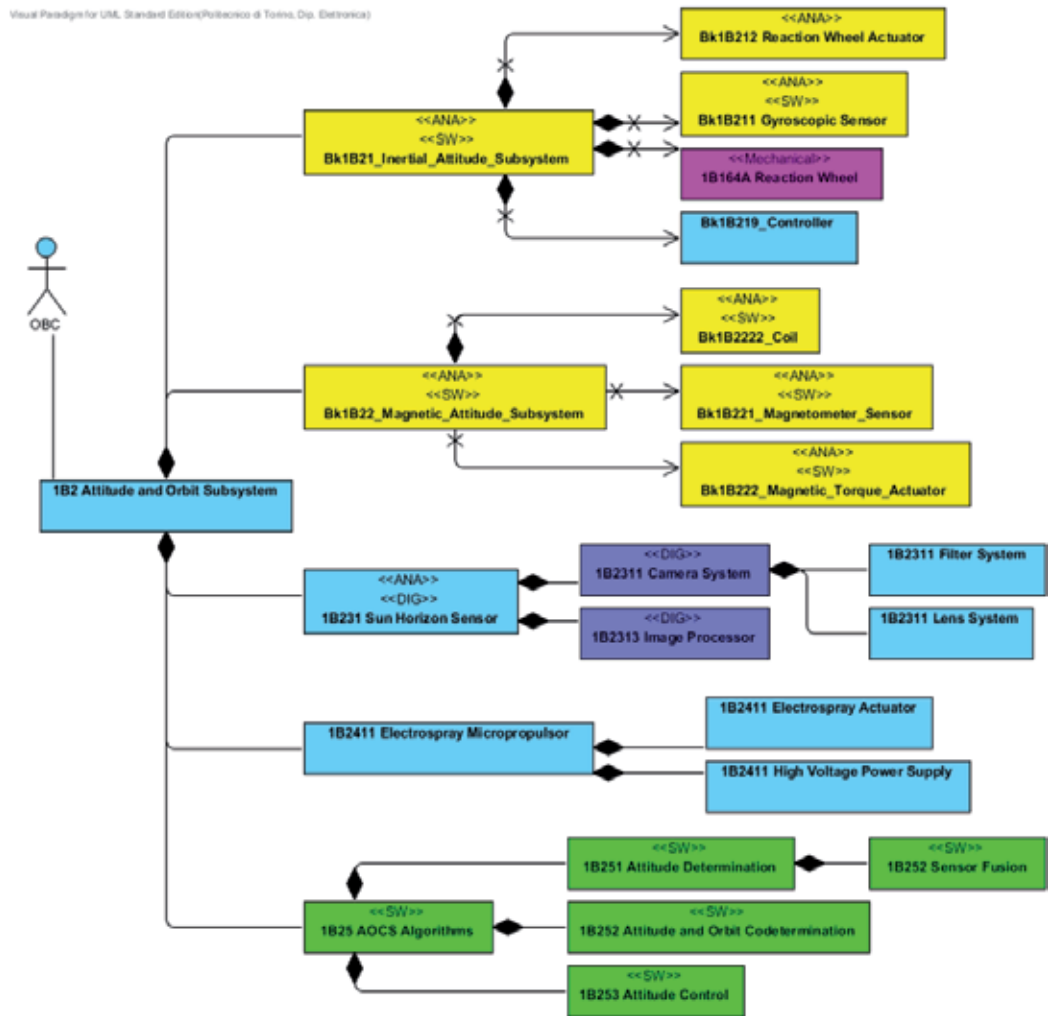 Visual Paradigm for UML Standard Edition(Politecnico di Torino, Dip. Elettronica)
<<ANA>>
Bk1B212 Reaction Wheel Actuator
<<ANA>>
<<SW>>
Bk1B211 Gyroscopic Sensor
<<ANA>>
<<SW>>
Bk1B21_Inertial_Attitude_Subsystem
<<Mechanical>>
1B164A Reaction Wheel
Bk1B219_Controller
OBC
<<ANA>>
<<SW>>
Bk1B2222_Coil
<<ANA>>
<<SW>>
Bk1B22_Magnetic_Attitude_Subsystem
<<ANA>>
<<SW>>
Bk1B221_Magnetometer_Sensor
<<ANA>>
<<SW>>
Bk1B222_Magnetic_Torque_Actuator
1B2 Attitude and Orbit Subsystem
<<ANA>>
<<DIG>>
1B231 Sun Horizon Sensor
<<DIG>>
1B2311 Camera System
1B2311 Filter System
1B2311 Lens System
<<DIG>>
1B2313 Image Processor
1B2411 Electrospray Micropropulsor
1B2411 Electrospray Actuator
1B2411 High Voltage Power Supply
<<SW>>
1B251 Attitude Determination
<<SW>>
1B252 Sensor Fusion
<<SW>>
1B25 AOCS Algorithms
<<SW>>
1B252 Attitude and Orbit Codetermination
<<SW>>
1B253 Attitude Control